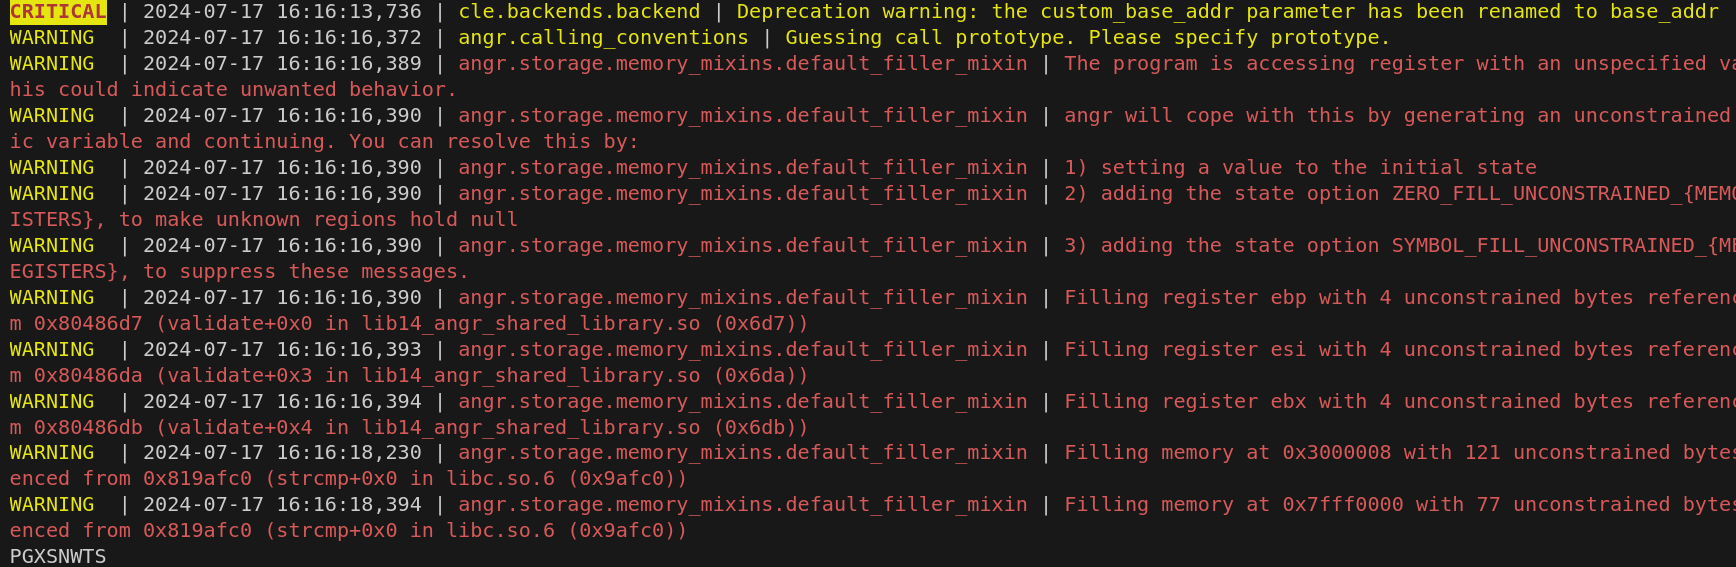 CRITICAL | 2024-07-17 16:16:13,736 | cle.backends.backend | Deprecation warning: the custom_base_addr parameter has been renamed to base_addr
WARNING  | 2024-07-17 16:16:16,372 | angr.calling_conventions | Guessing call prototype. Please specify prototype.
WARNING  | 2024-07-17 16:16:16,389 | angr.storage.memory_mixins.default_filler_mixin | The program is accessing register with an unspecified va
his could indicate unwanted behavior.
WARNING  | 2024-07-17 16:16:16,390 | angr.storage.memory_mixins.default_filler_mixin | angr will cope with this by generating an unconstrained
ic variable and continuing. You can resolve this by:
WARNING  | 2024-07-17 16:16:16,390 | angr.storage.memory_mixins.default_filler_mixin | 1) setting a value to the initial state
WARNING  | 2024-07-17 16:16:16,390 | angr.storage.memory_mixins.default_filler_mixin | 2) adding the state option ZERO_FILL_UNCONSTRAINED_{MEMO
ISTERS}, to make unknown regions hold null
WARNING  | 2024-07-17 16:16:16,390 | angr.storage.memory_mixins.default_filler_mixin | 3) adding the state option SYMBOL_FILL_UNCONSTRAINED_{ME
EGISTERS}, to suppress these messages.
WARNING  | 2024-07-17 16:16:16,390 | angr.storage.memory_mixins.default_filler_mixin | Filling register ebp with 4 unconstrained bytes referenc
m 0x80486d7 (validate+0x0 in lib14_angr_shared_library.so (0x6d7))
WARNING  | 2024-07-17 16:16:16,393 | angr.storage.memory_mixins.default_filler_mixin | Filling register esi with 4 unconstrained bytes referenc
m 0x80486da (validate+0x3 in lib14_angr_shared_library.so (0x6da))
WARNING  | 2024-07-17 16:16:16,394 | angr.storage.memory_mixins.default_filler_mixin | Filling register ebx with 4 unconstrained bytes referenc
m 0x80486db (validate+0x4 in lib14_angr_shared_library.so (0x6db))
WARNING  | 2024-07-17 16:16:18,230 | angr.storage.memory_mixins.default_filler_mixin | Filling memory at 0x3000008 with 121 unconstrained bytes
enced from 0x819afc0 (strcmp+0x0 in libc.so.6 (0x9afc0))
WARNING  | 2024-07-17 16:16:18,394 | angr.storage.memory_mixins.default_filler_mixin | Filling memory at 0x7fff0000 with 77 unconstrained bytes
enced from 0x819afc0 (strcmp+0x0 in libc.so.6 (0x9afc0))
PGXSNWTS